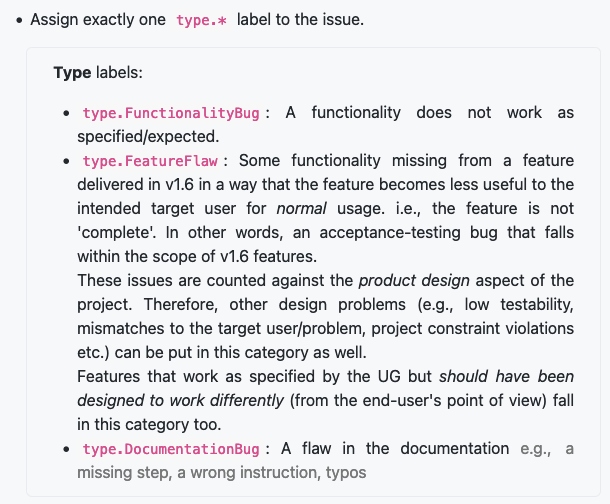 • Assign exactly one type.* label to the issue.
Type labels:
• type.FunctionalityBug : A functionality does not work as
specified/expected.
• type.FeatureFlaw : Some functionality missing from a feature
delivered in v1.6 in a way that the feature becomes less useful to the
intended target user for normal usage. i.e., the feature is not
'complete'. In other words, an acceptance-testing bug that falls
within the scope of v1.6 features.
These issues are counted against the product design aspect of the
project. Therefore, other design problems (e.g., low testability,
mismatches to the target user/problem, project constraint violations
etc.) can be put in this category as well.
Features that work as specified by the UG but should have been
designed to work differently (from the end-user's point of view) fall
in this category too.
• type.DocumentationBug : A flaw in the documentation e.g., a
missing step, a wrong instruction, typos